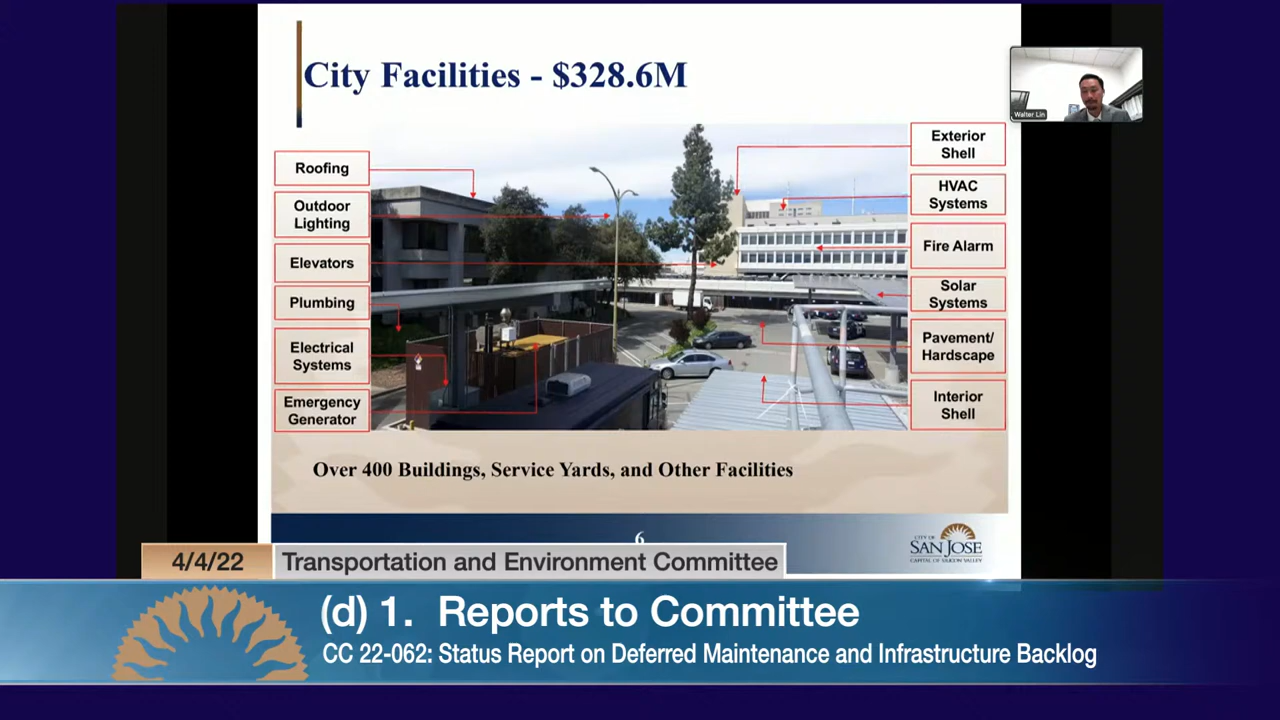 City Facilities - $328.6M
Walter Lin
Roofing
Outdoor
Lighting
Elevators
Plumbing
Electrical
Systems
Emergency
Generator
Exterior
Shell
HVAC
Systems
Fire Alarm
Solar
Systems
Pavement/
Hardscape
Interior
Shell
Over 400 Buildings, Service Yards, and Other Facilities
6
CITY OF
SAN JOSE
CAPITAL OF SILICON VALLEY
4/4/22
Transportation and Environment Committee
(d) 1. Reports to Committee
CC 22-062: Status Report on Deferred Maintenance and Infrastructure Backlog